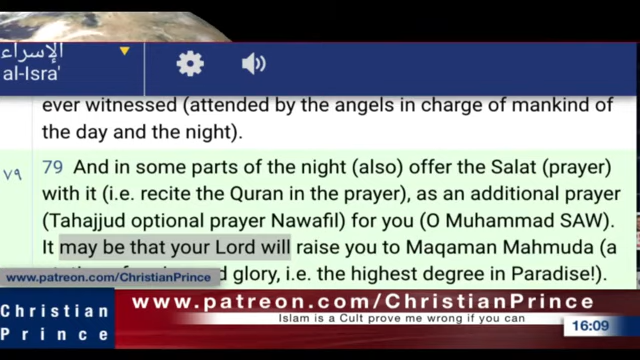 الإسراء
al-Isra'
ever witnessed (attended by the angels in charge of mankind of
the day and the night).
79 And in some parts of the night (also) offer the Salat (prayer)
٧٩
with it (i.e. recite the Quran in the prayer), as an additional prayer
(Tahajjud optional prayer Nawafil) for you (O Muhammad SAW).
It may be that your Lord will raise you to Maqaman Mahmuda (a
glory, i.e. the highest degree in Paradise!).
www.patreon.com/ChristianPrince
www.patreon.com/ChristianPrince
Christian
Prince
Islam is a Cult prove me wrong if you can
16:09